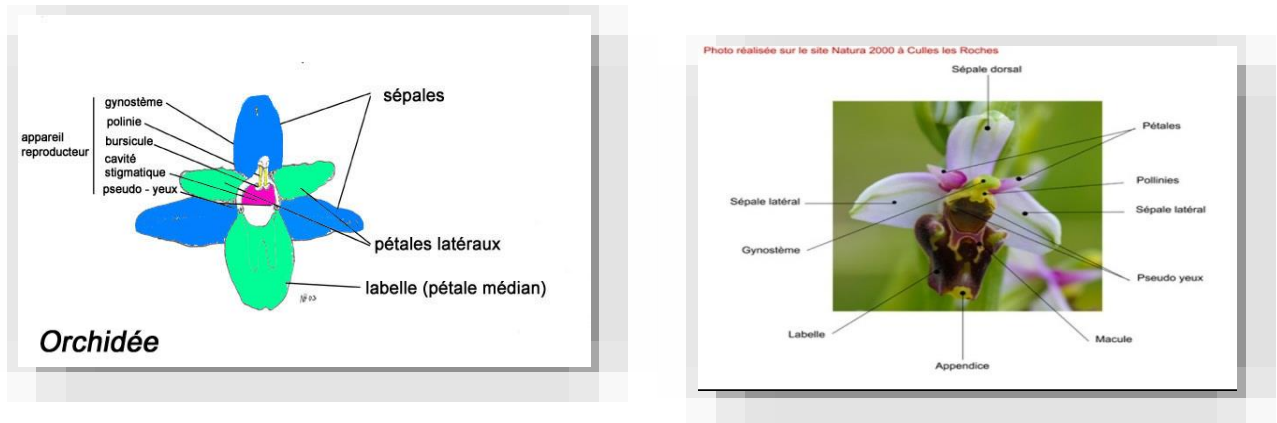 sépales
gynostème
polinie
bursicule
cavité
stigmatique
pseudo - yeux
appareil
reproducteur
pétales latéraux
labelle (pétale médian)
Orchidée
Photo réalisée sur le site Natura 2000 à Culles les Roches
Sépale dorsal
Pétales
Pollinies
Sépale latéral
Sépale latéral
Gynostème
Pseudo yeux
Labelle
Macule
Appendice